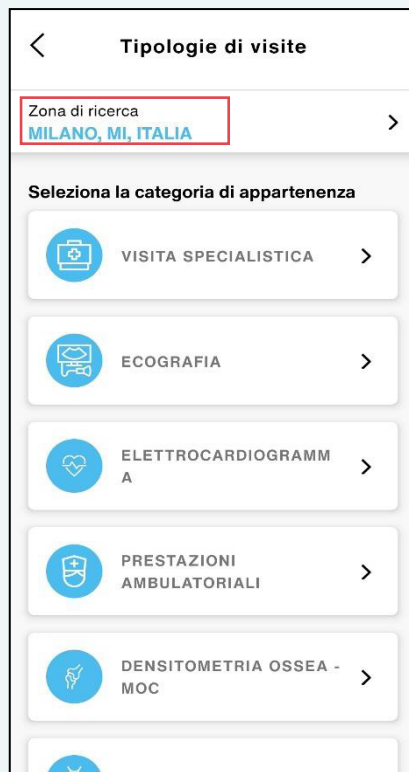 Tipologie di visite
Zona di ricerca
MILANO, MI, ITALIA
Seleziona la categoria di appartenenza
VISITA SPECIALISTICA
ECOGRAFIA
ELETTROCARDIOGRAMM
A
PRESTAZIONI
AMBULATORIALI
DENSITOMETRIA OSSEA -
MOC